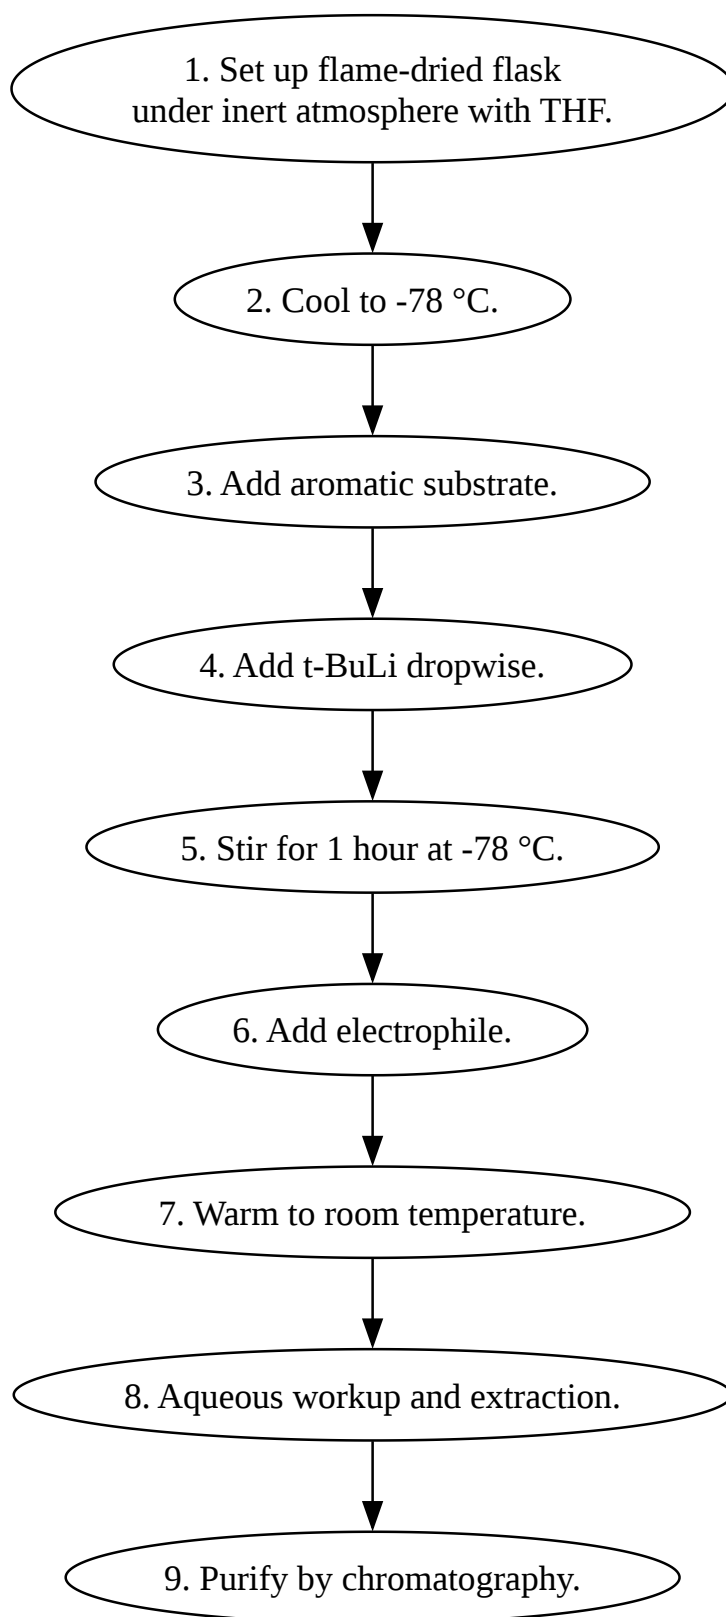 1. Set up flame-dried flask
under inert atmosphere with THF.
2. Cool to -78 °C.
3. Add aromatic substrate.
4. Add t-BuLi dropwise.
5. Stir for 1 hour at -78 °C.
6. Add electrophile.
7. Warm to room temperature.
8. Aqueous workup and extraction.
9. Purify by chromatography.